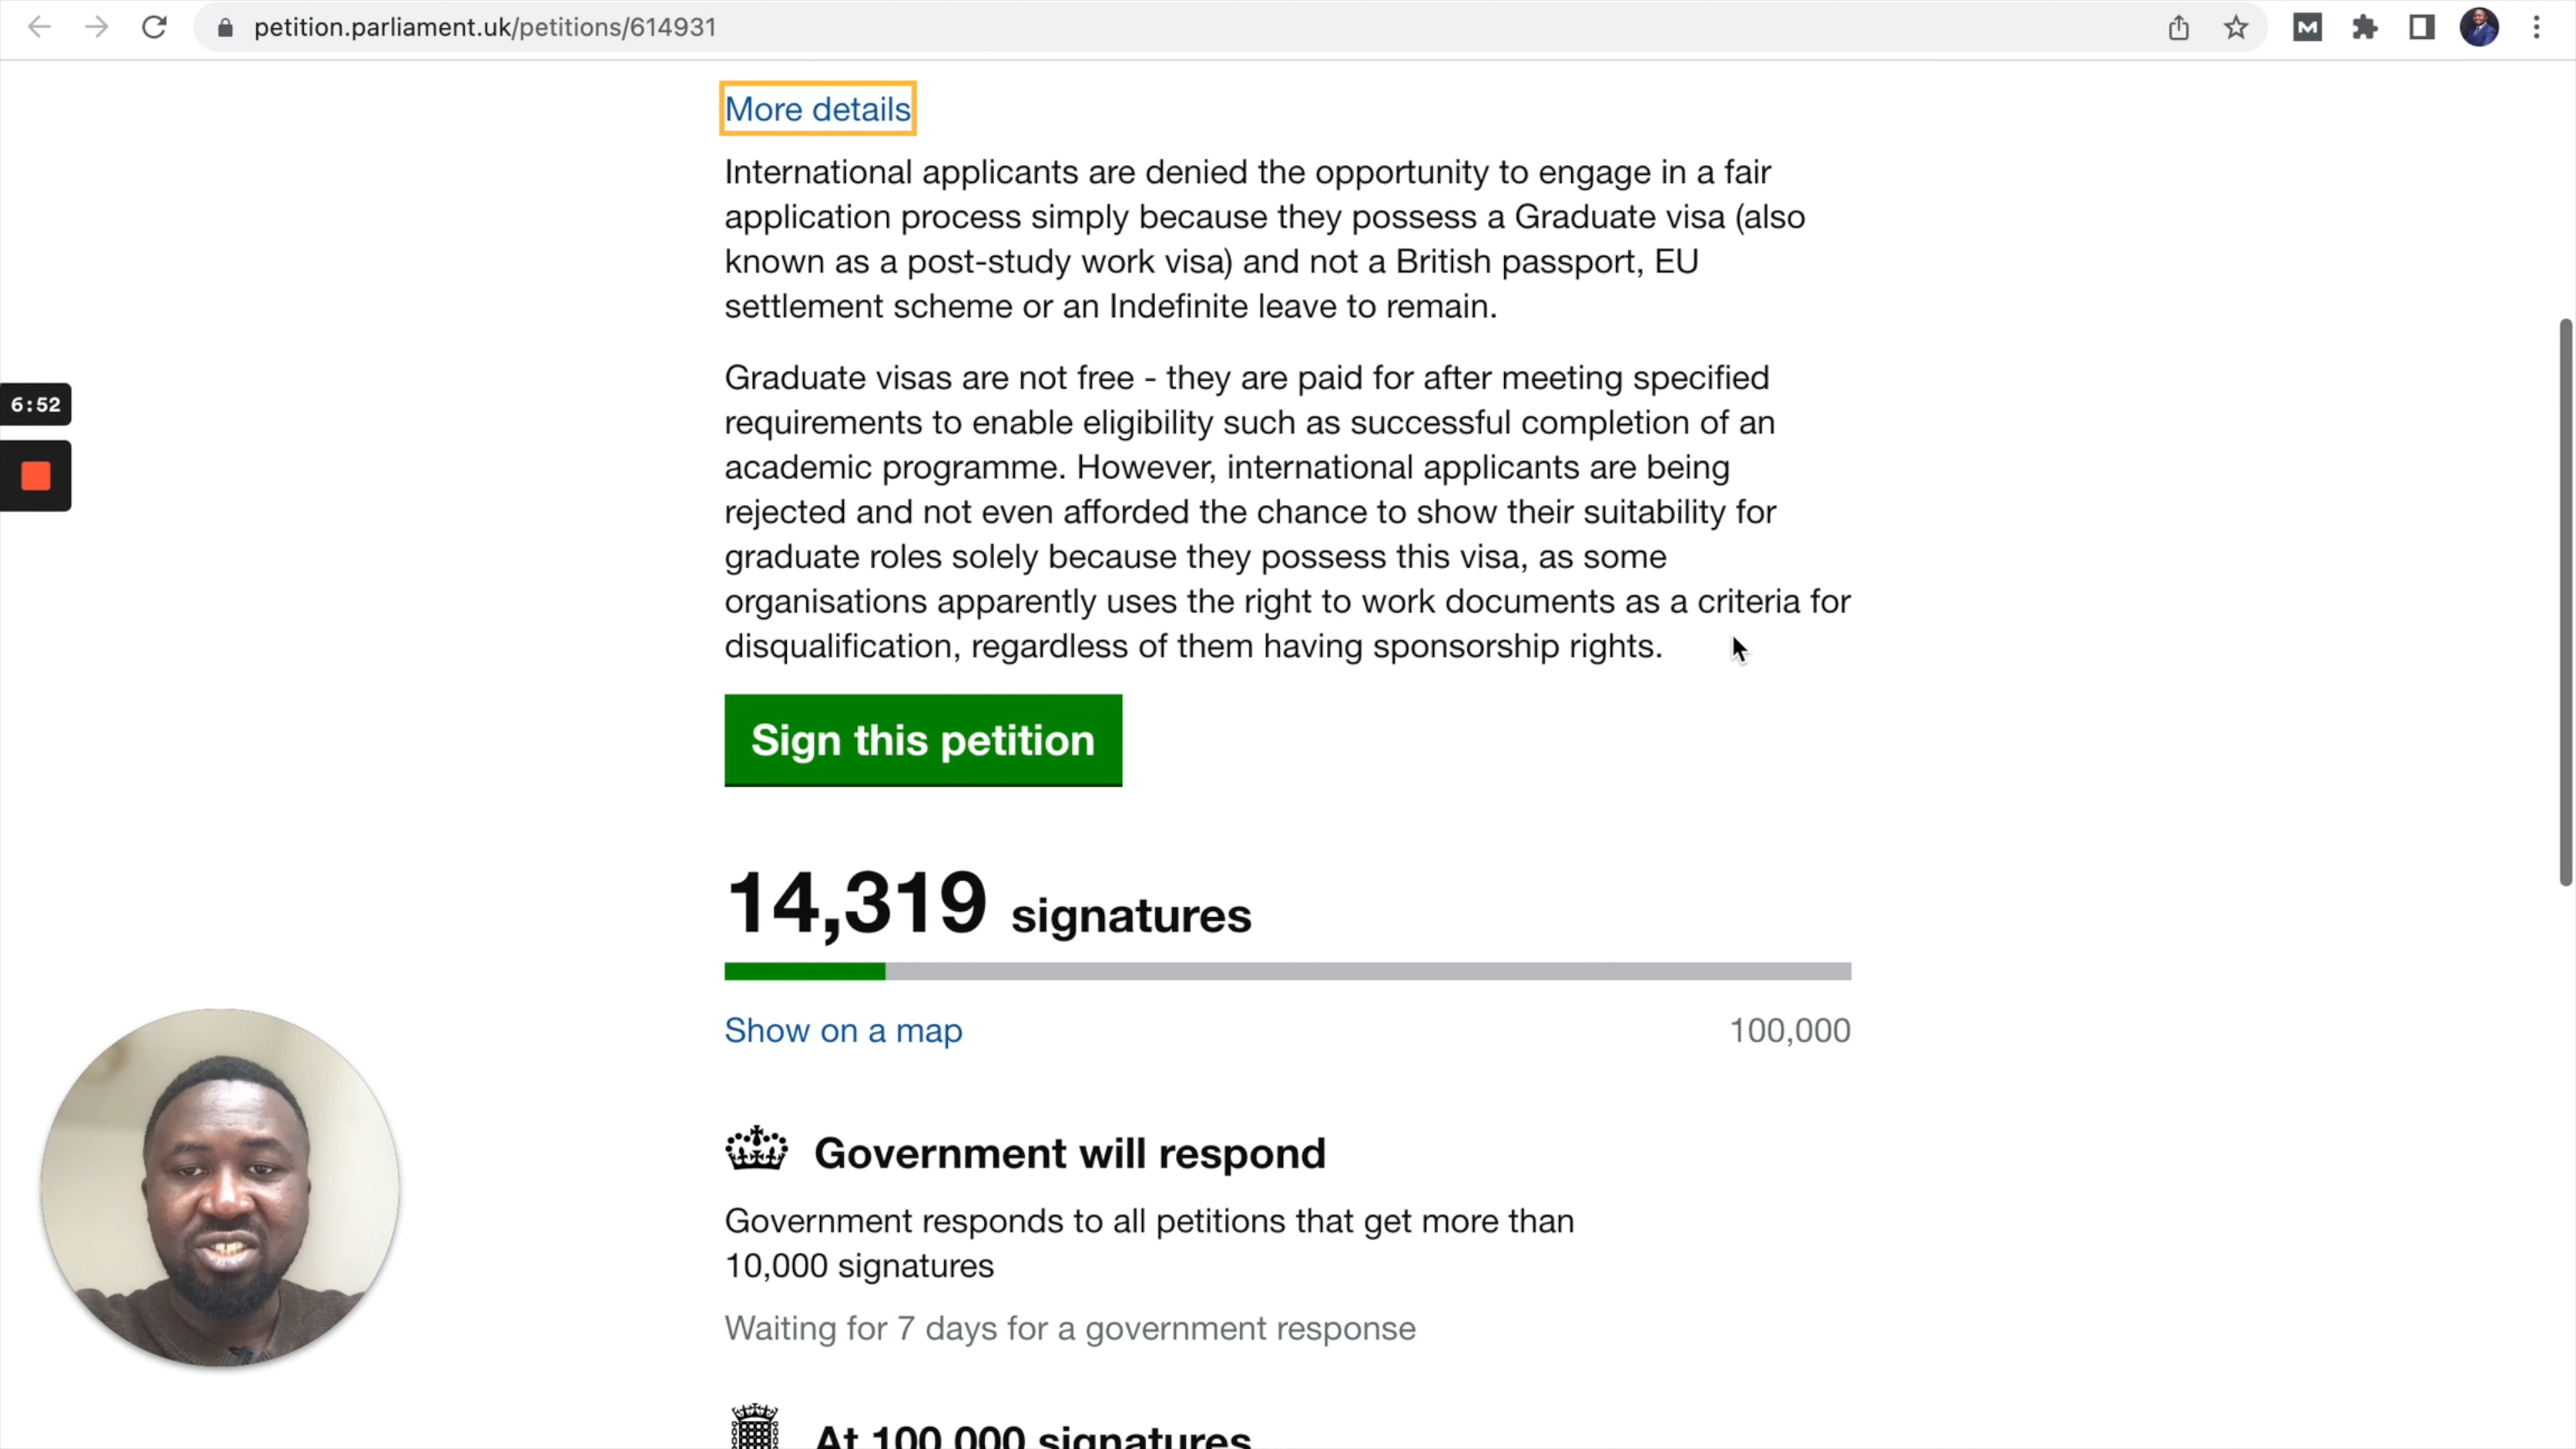 petition.parliament.uk/petitions/614931
More details
International applicants are denied the opportunity to engage in a fair
application process simply because they possess a Graduate visa (also
known as a post-study work visa) and not a British passport, EU
settlement scheme or an Indefinite leave to remain.
Graduate visas are not free - they are paid for after meeting specified
requirements to enable eligibility such as successful completion of an
academic programme. However, international applicants are being
rejected and not even afforded the chance to show their suitability for
graduate roles solely because they possess this visa, as some
organisations apparently uses the right to work documents as a criteria for
disqualification, regardless of them having sponsorship rights.
6:52
Sign this petition
14,319 signatures
Show on a map
100,000
Government will respond
Government responds to all petitions that get more than
10,000 signatures
Waiting for 7 days for a government response
At 100,000 signatures